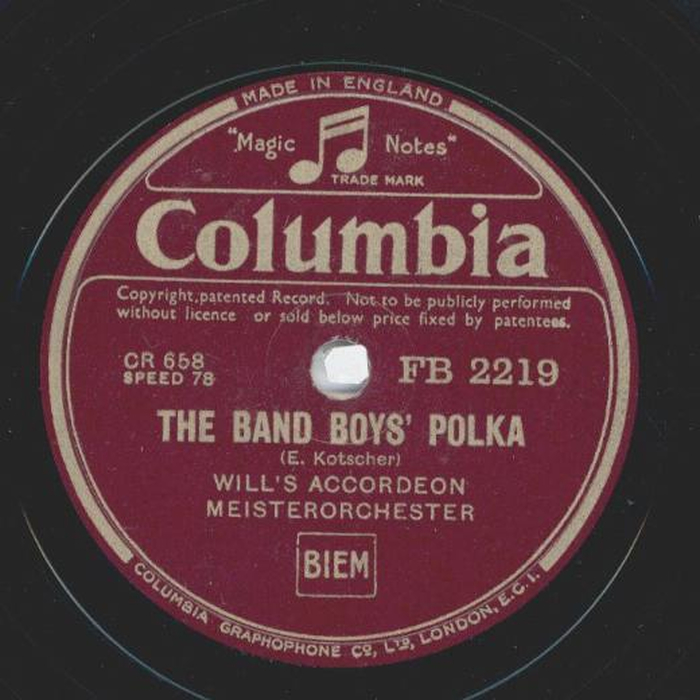 MADE IN ENGLAND
"Magic Notes"
TRADE MARK
Columbia
Copyright,patented Record. Not to be publicly performed
without licence or sold below price fixed by patentees.
CR 658 FB 2219
SPEED 78
THE BAND BOYS' POLKA
(E. Kotscher)
WILL'S ACCORDEON
MEISTERORCHESTER
BIEM
COLUMBIA GRAPHOPHONE CO, LTD, LONDON, E.C.1.